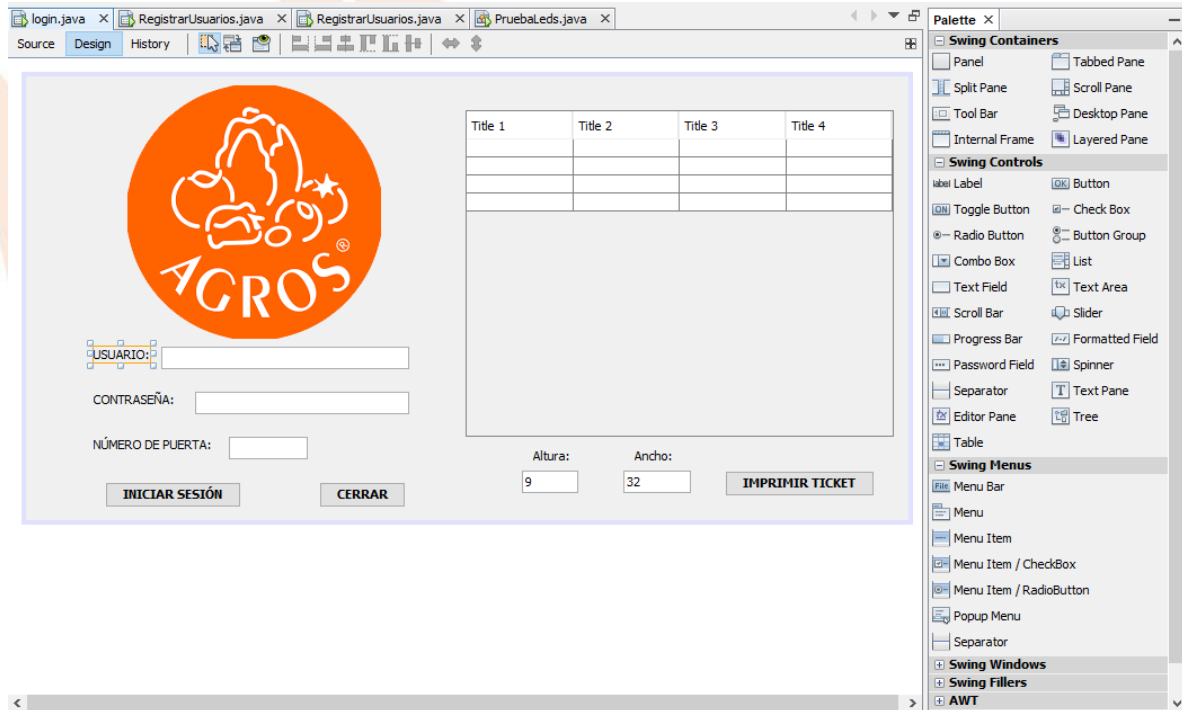 login.java RegistrarUsuarios.java RegistrarUsuarios.java PruebaLeds.java
Source Design History
AGROS®
USUARIO:
CONTRASEÑA:
NÚMERO DE PUERTA:
INICIAR SESIÓN CERRAR
Title 1 Title 2 Title 3 Title 4
Altura: Ancho:
9 32 IMPRIMIR TICKET
Palette
Swing Containers
Panel Tabbed Pane
Split Pane Scroll Pane
Tool Bar Desktop Pane
Internal Frame Layered Pane
Swing Controls
label Label OK Button
ON Toggle Button Check Box
Radio Button Button Group
Combo Box List
Text Field tx Text Area
Scroll Bar Slider
Progress Bar Formatted Field
Password Field Spinner
Separator T Text Pane
Editor Pane Tree
Table
Swing Menus
File Menu Bar
Menu
Menu Item
Menu Item / CheckBox
Menu Item / RadioButton
Popup Menu
Separator
Swing Windows
Swing Fillers
AWT